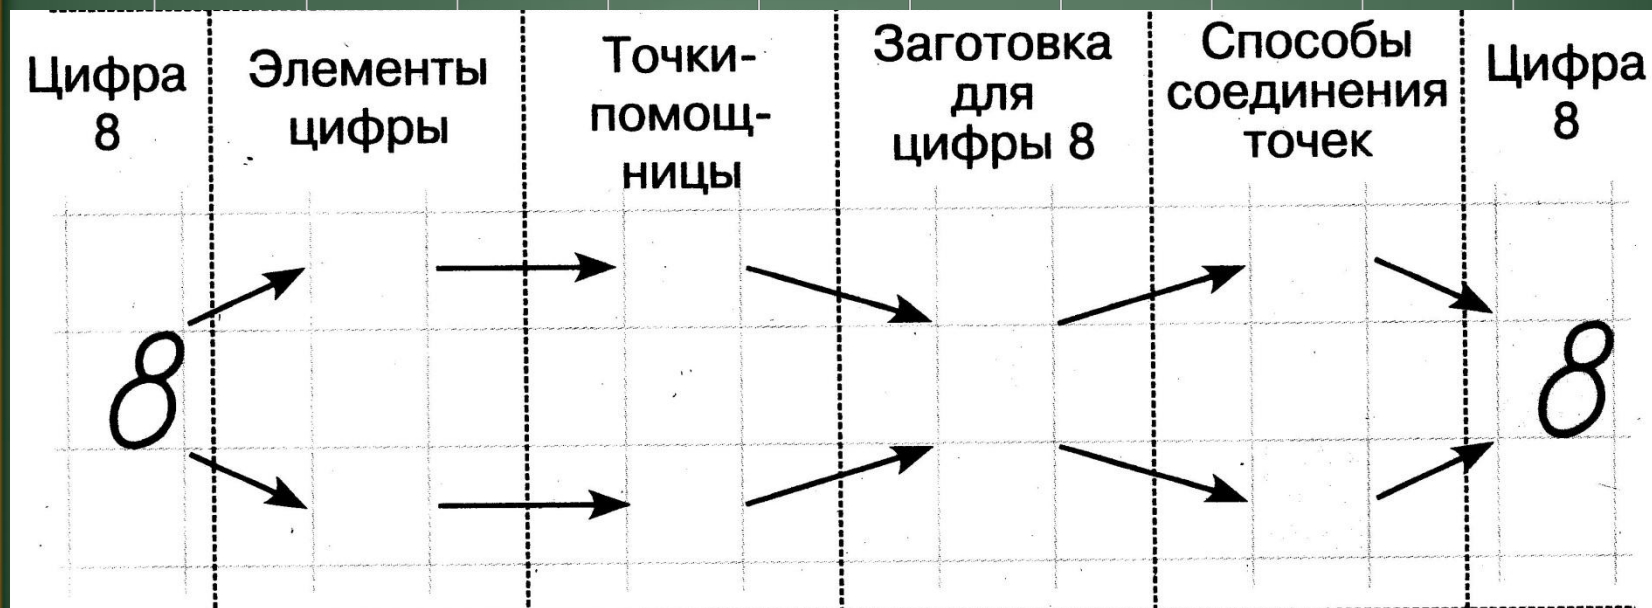 Цифра
8
Элементы
цифры
Точки-
помощ-
ницы
Заготовка
для
цифры 8
Способы
соединения
точек
Цифра
8
8
8